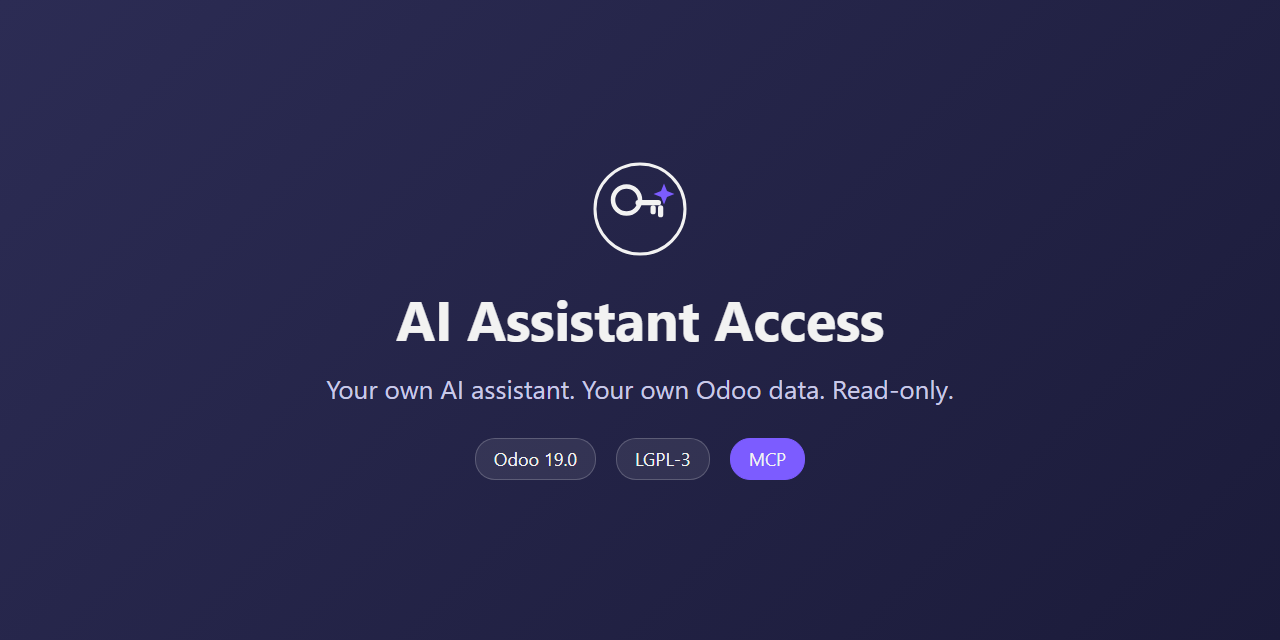 AI Assistant Access
Your own AI assistant. Your own Odoo data. Read-only.
Odoo 19.0 LGPL-3 MCP